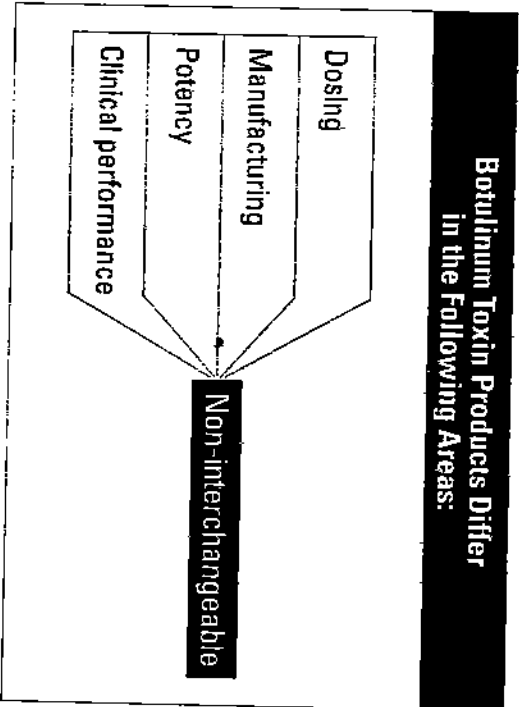 Botulinum Toxin Products Differ
in the Following Areas:
Dosing
Manufacturing
Potency
Clinical performance
Non-interchangeable